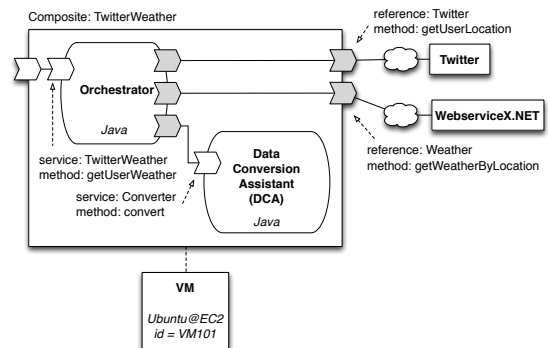 Composite: TwitterWeather
reference: Twitter
method: getUserLocation
Orchestrator
Java
Twitter
WebserviceX.NET
service: TwitterWeather
method: getUserWeather
reference: Weather
method: getWeatherByLocation
service: Converter
method: convert
Data
Conversion
Assistant
(DCA)
Java
VM
Ubuntu@EC2
id = VM101